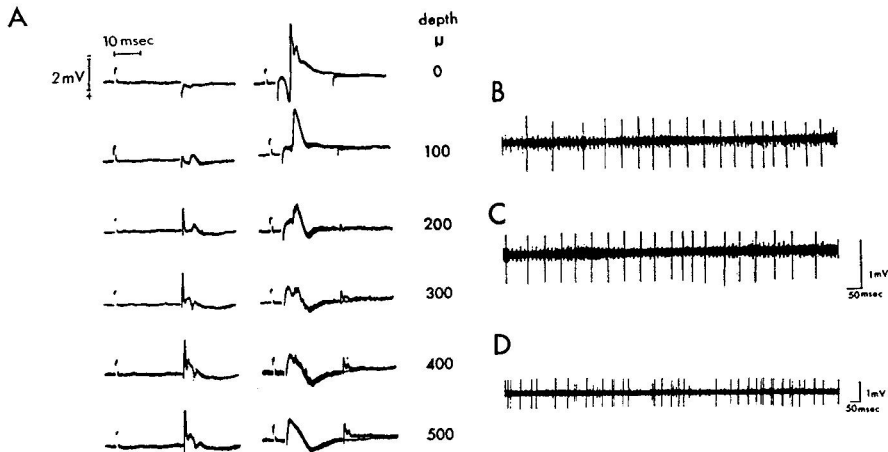 A
10 msec
2 mV
-
+
depth
μ
0
100
200
300
400
500
B
C
1mV
50msec
D
1mV
50msec